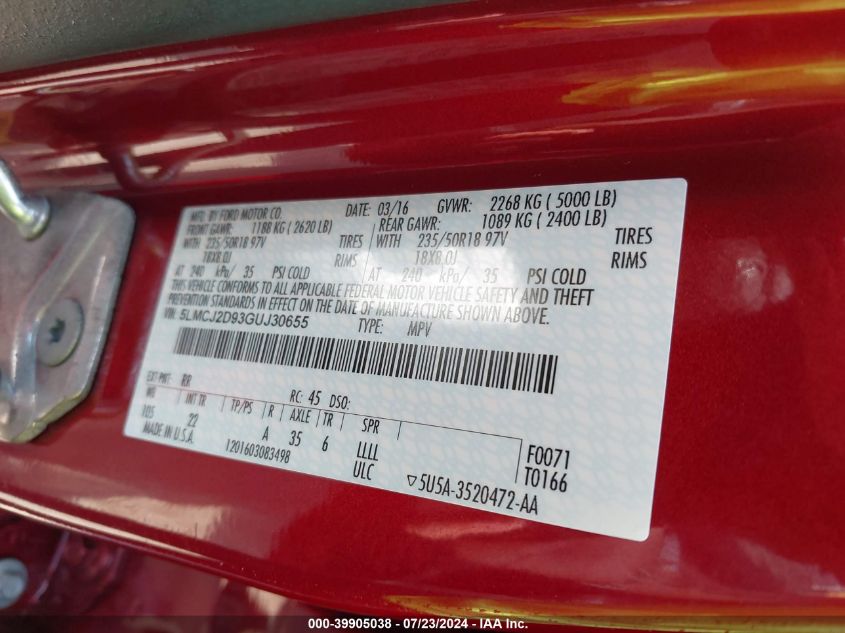 MFD. BY FORD MOTOR CO. DATE: 03/16 GVWR: 2268 KG ( 5000 LB)
FRONT GAWR: 1188 KG ( 2620 LB) REAR GAWR: 1089 KG ( 2400 LB)
WITH 235/50R18 97V TIRES WITH 235/50R18 97V TIRES
18X8.0J RIMS 18X8.0J RIMS
AT 240 kPa/ 35 PSI COLD AT 240 kPa/ 35 PSI COLD
THIS VEHICLE CONFORMS TO ALL APPLICABLE FEDERAL MOTOR VEHICLE SAFETY AND THEFT
PREVENTION STANDARDS IN EFFECT ON THE DATE OF MANUFACTURE SHOWN ABOVE.
VIN: 5LMCJ2D93GUJ30655 TYPE: MPV
EXT PNT: RR RC: 45 DSO:
WB INT TR TP/PS R AXLE TR SPR
22 A 35 6 LLLL F0071
MADE IN U.S.A. ULC T0166
1201603083498 ▽5U5A-3520472-AA
000-39905038 - 07/23/2024 - IAA Inc.